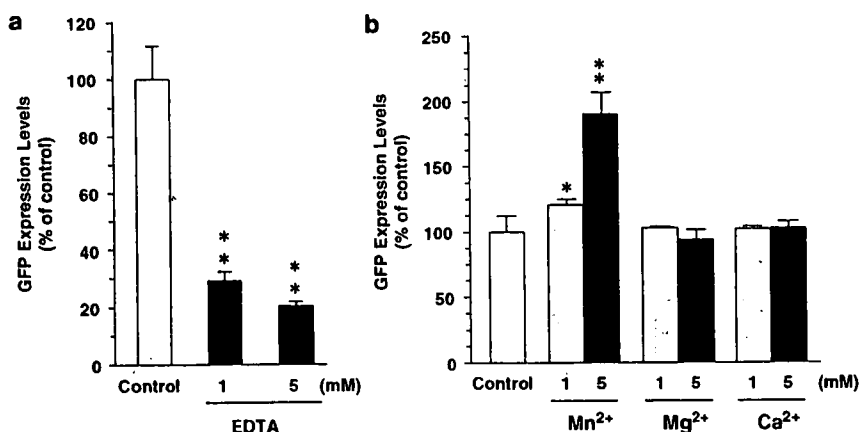 a
GFP Expression Levels
(% of control)
120
100
80
60
40
20
0
**
**
Control 1 5 (mM)
EDTA
b
GFP Expression Levels
(% of control)
250
200
150
100
50
0
*
**
Control 1 5 1 5 1 5 (mM)
Mn²⁺ Mg²⁺ Ca²⁺